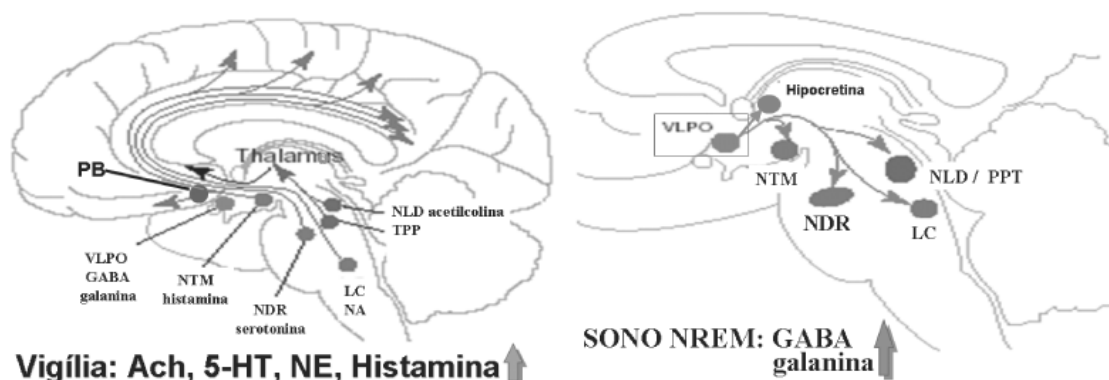 Thalamus
PB
NLD acetilcolina
TPP
VLPO
GABA
galanina
NTM
histamina
NDR
serotonina
LC
NA
Vigília: Ach, 5-HT, NE, Histamina
Hipocretina
VLPO
NTM
NLD / PPT
NDR
LC
SONO NREM: GABA
galanina